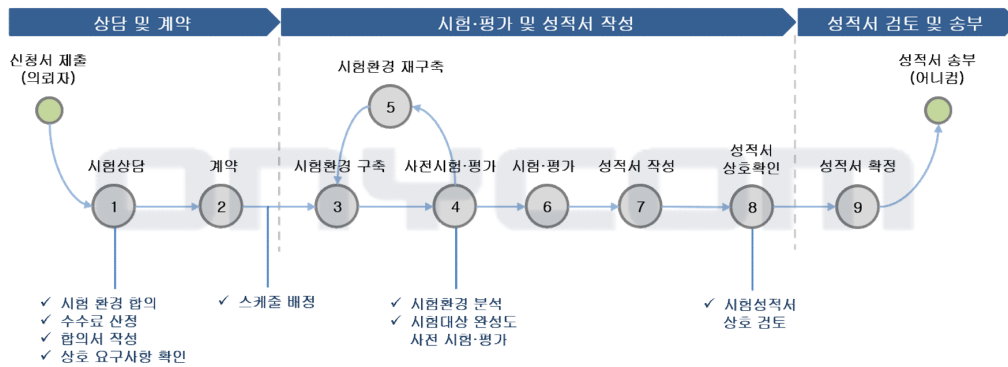 상담 및 계약
시험·평가 및 성적서 작성
성적서 검토 및 송부
신청서 제출
(의뢰자)
시험환경 재구축
5
성적서 송부
(어니컴)
시험상담
1
계약
2
시험환경 구축
3
사전시험·평가
4
시험·평가
6
성적서 작성
7
성적서
상호확인
8
성적서 확정
9
onycom
✓ 시험 환경 합의
✓ 수수료 산정
✓ 합의서 작성
✓ 상호 요구사항 확인
✓ 스케줄 배정
✓ 시험환경 분석
✓ 시험대상 완성도
사전 시험·평가
✓ 시험성적서
상호 검토